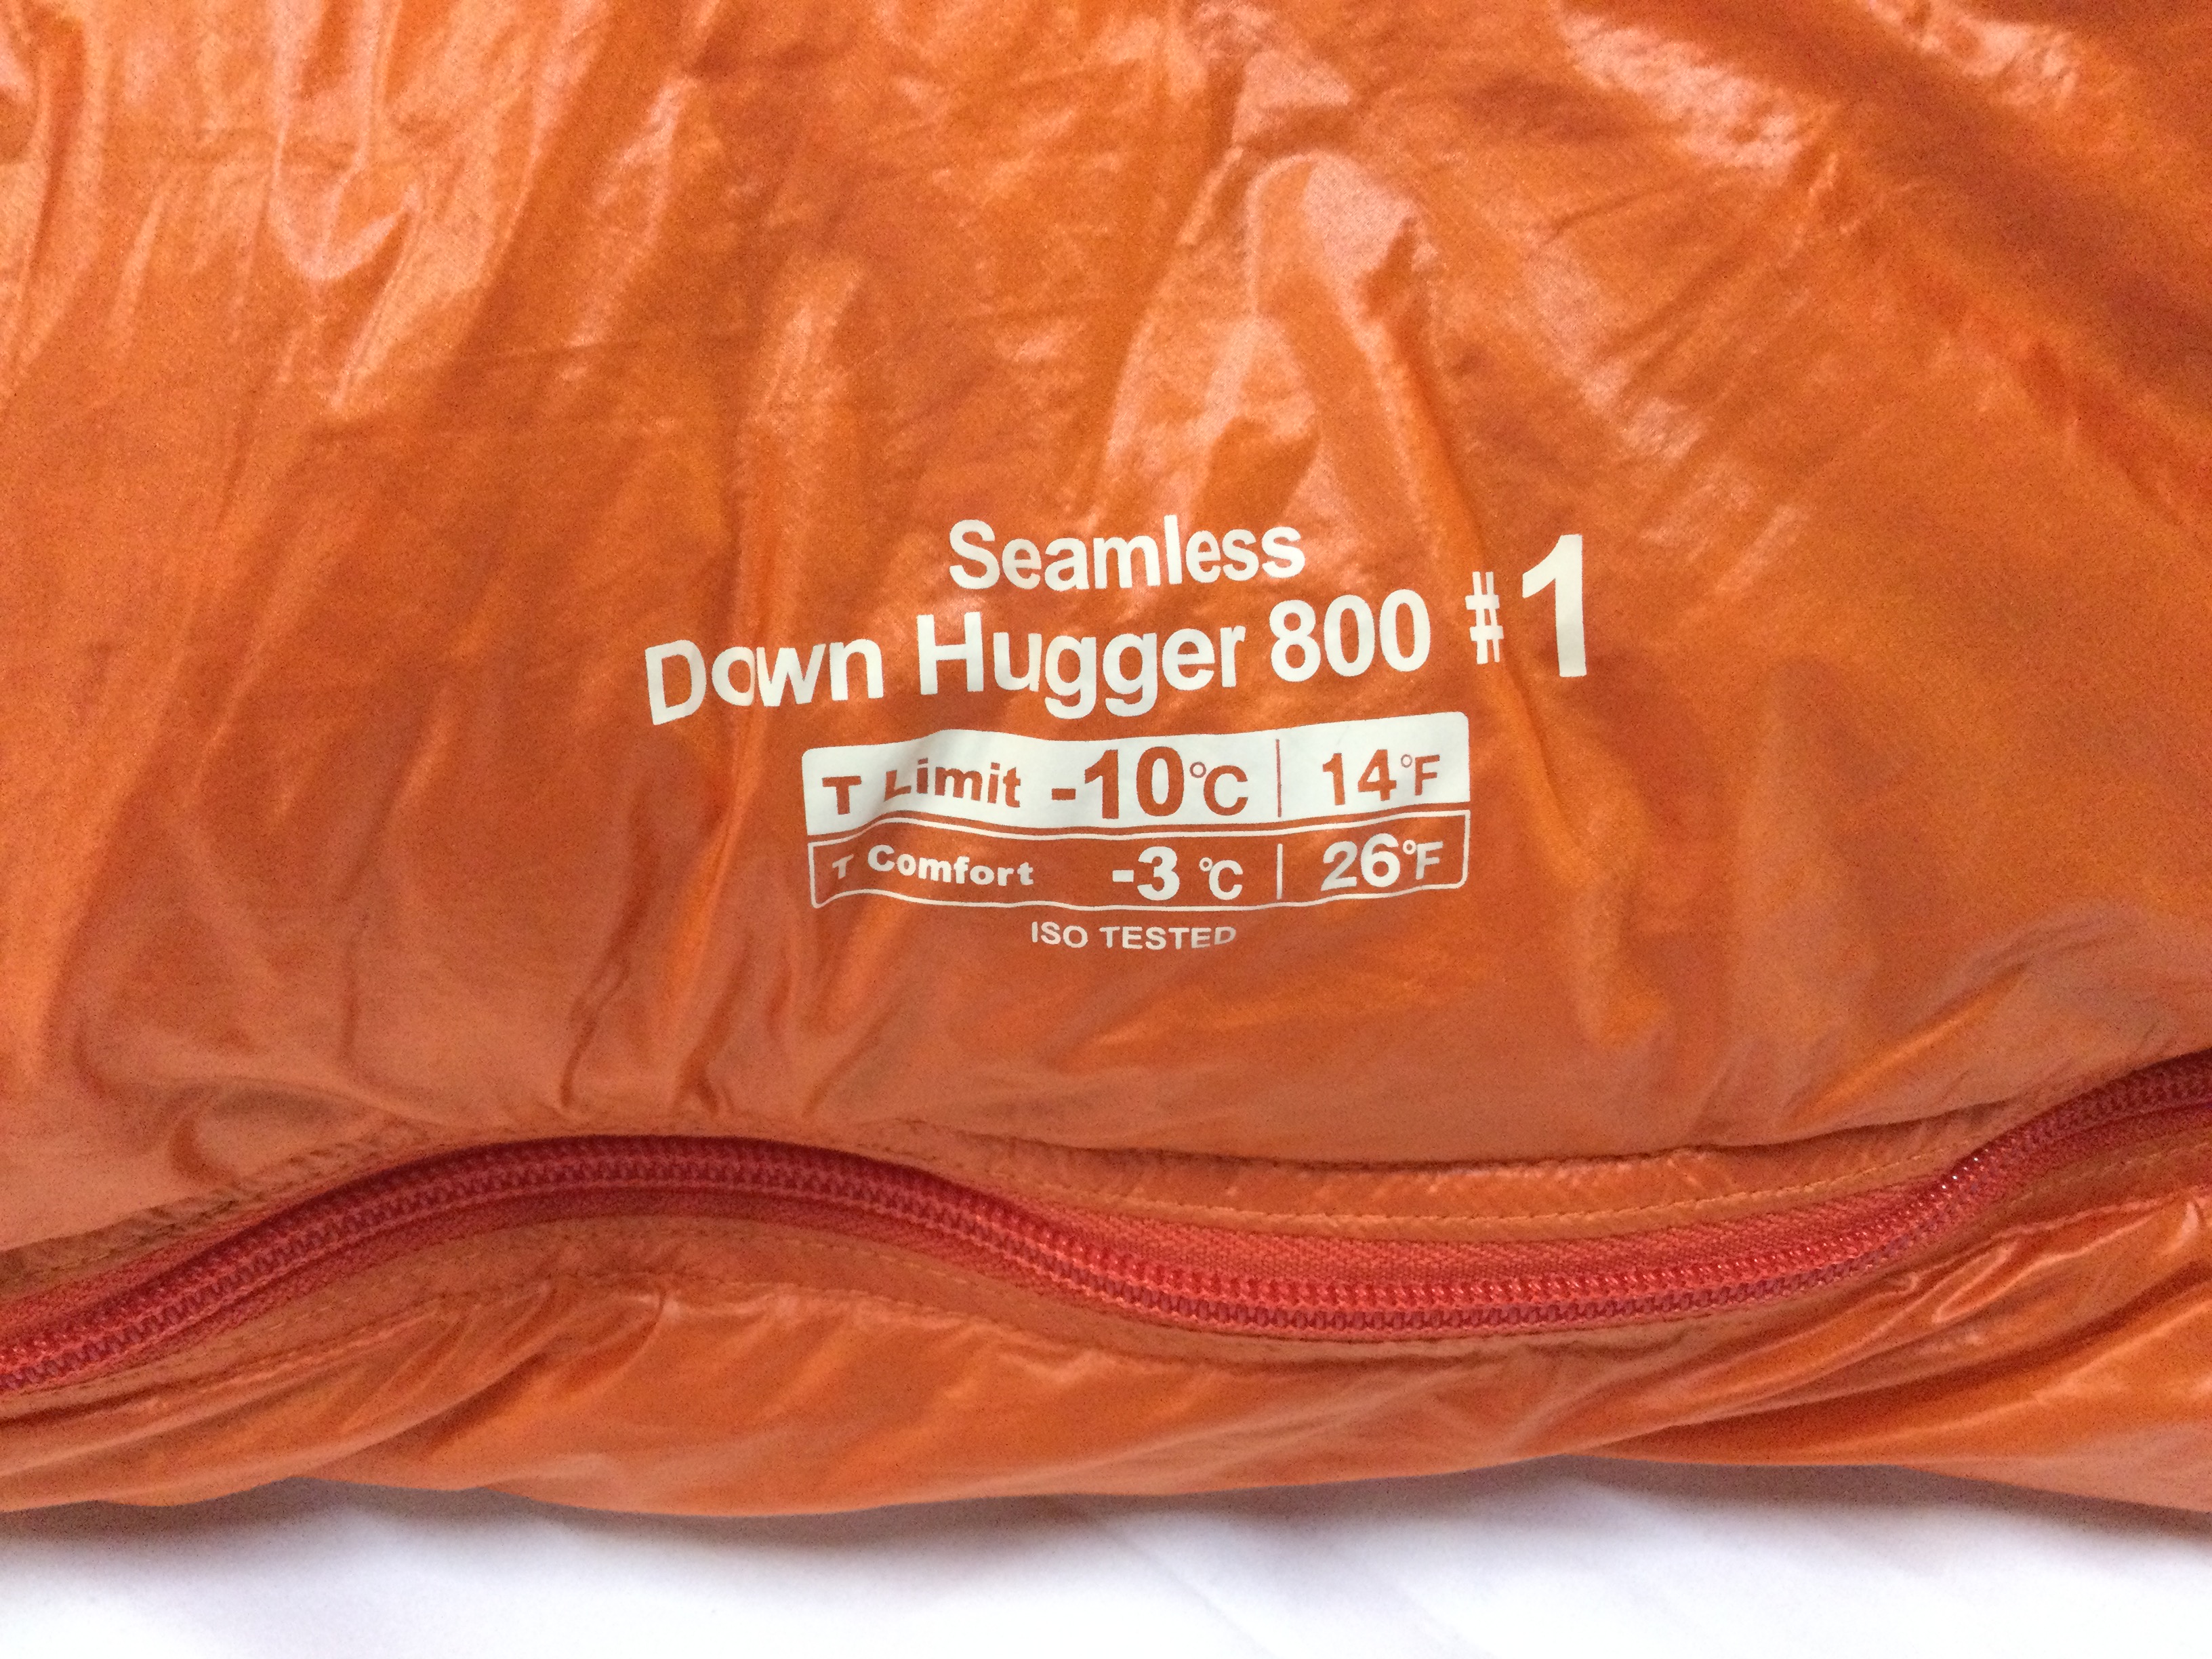 Seamless
Down Hugger 800 #1
T Limit -10℃ | 14°F
T Comfort -3 ℃ | 26°F
ISO TESTED